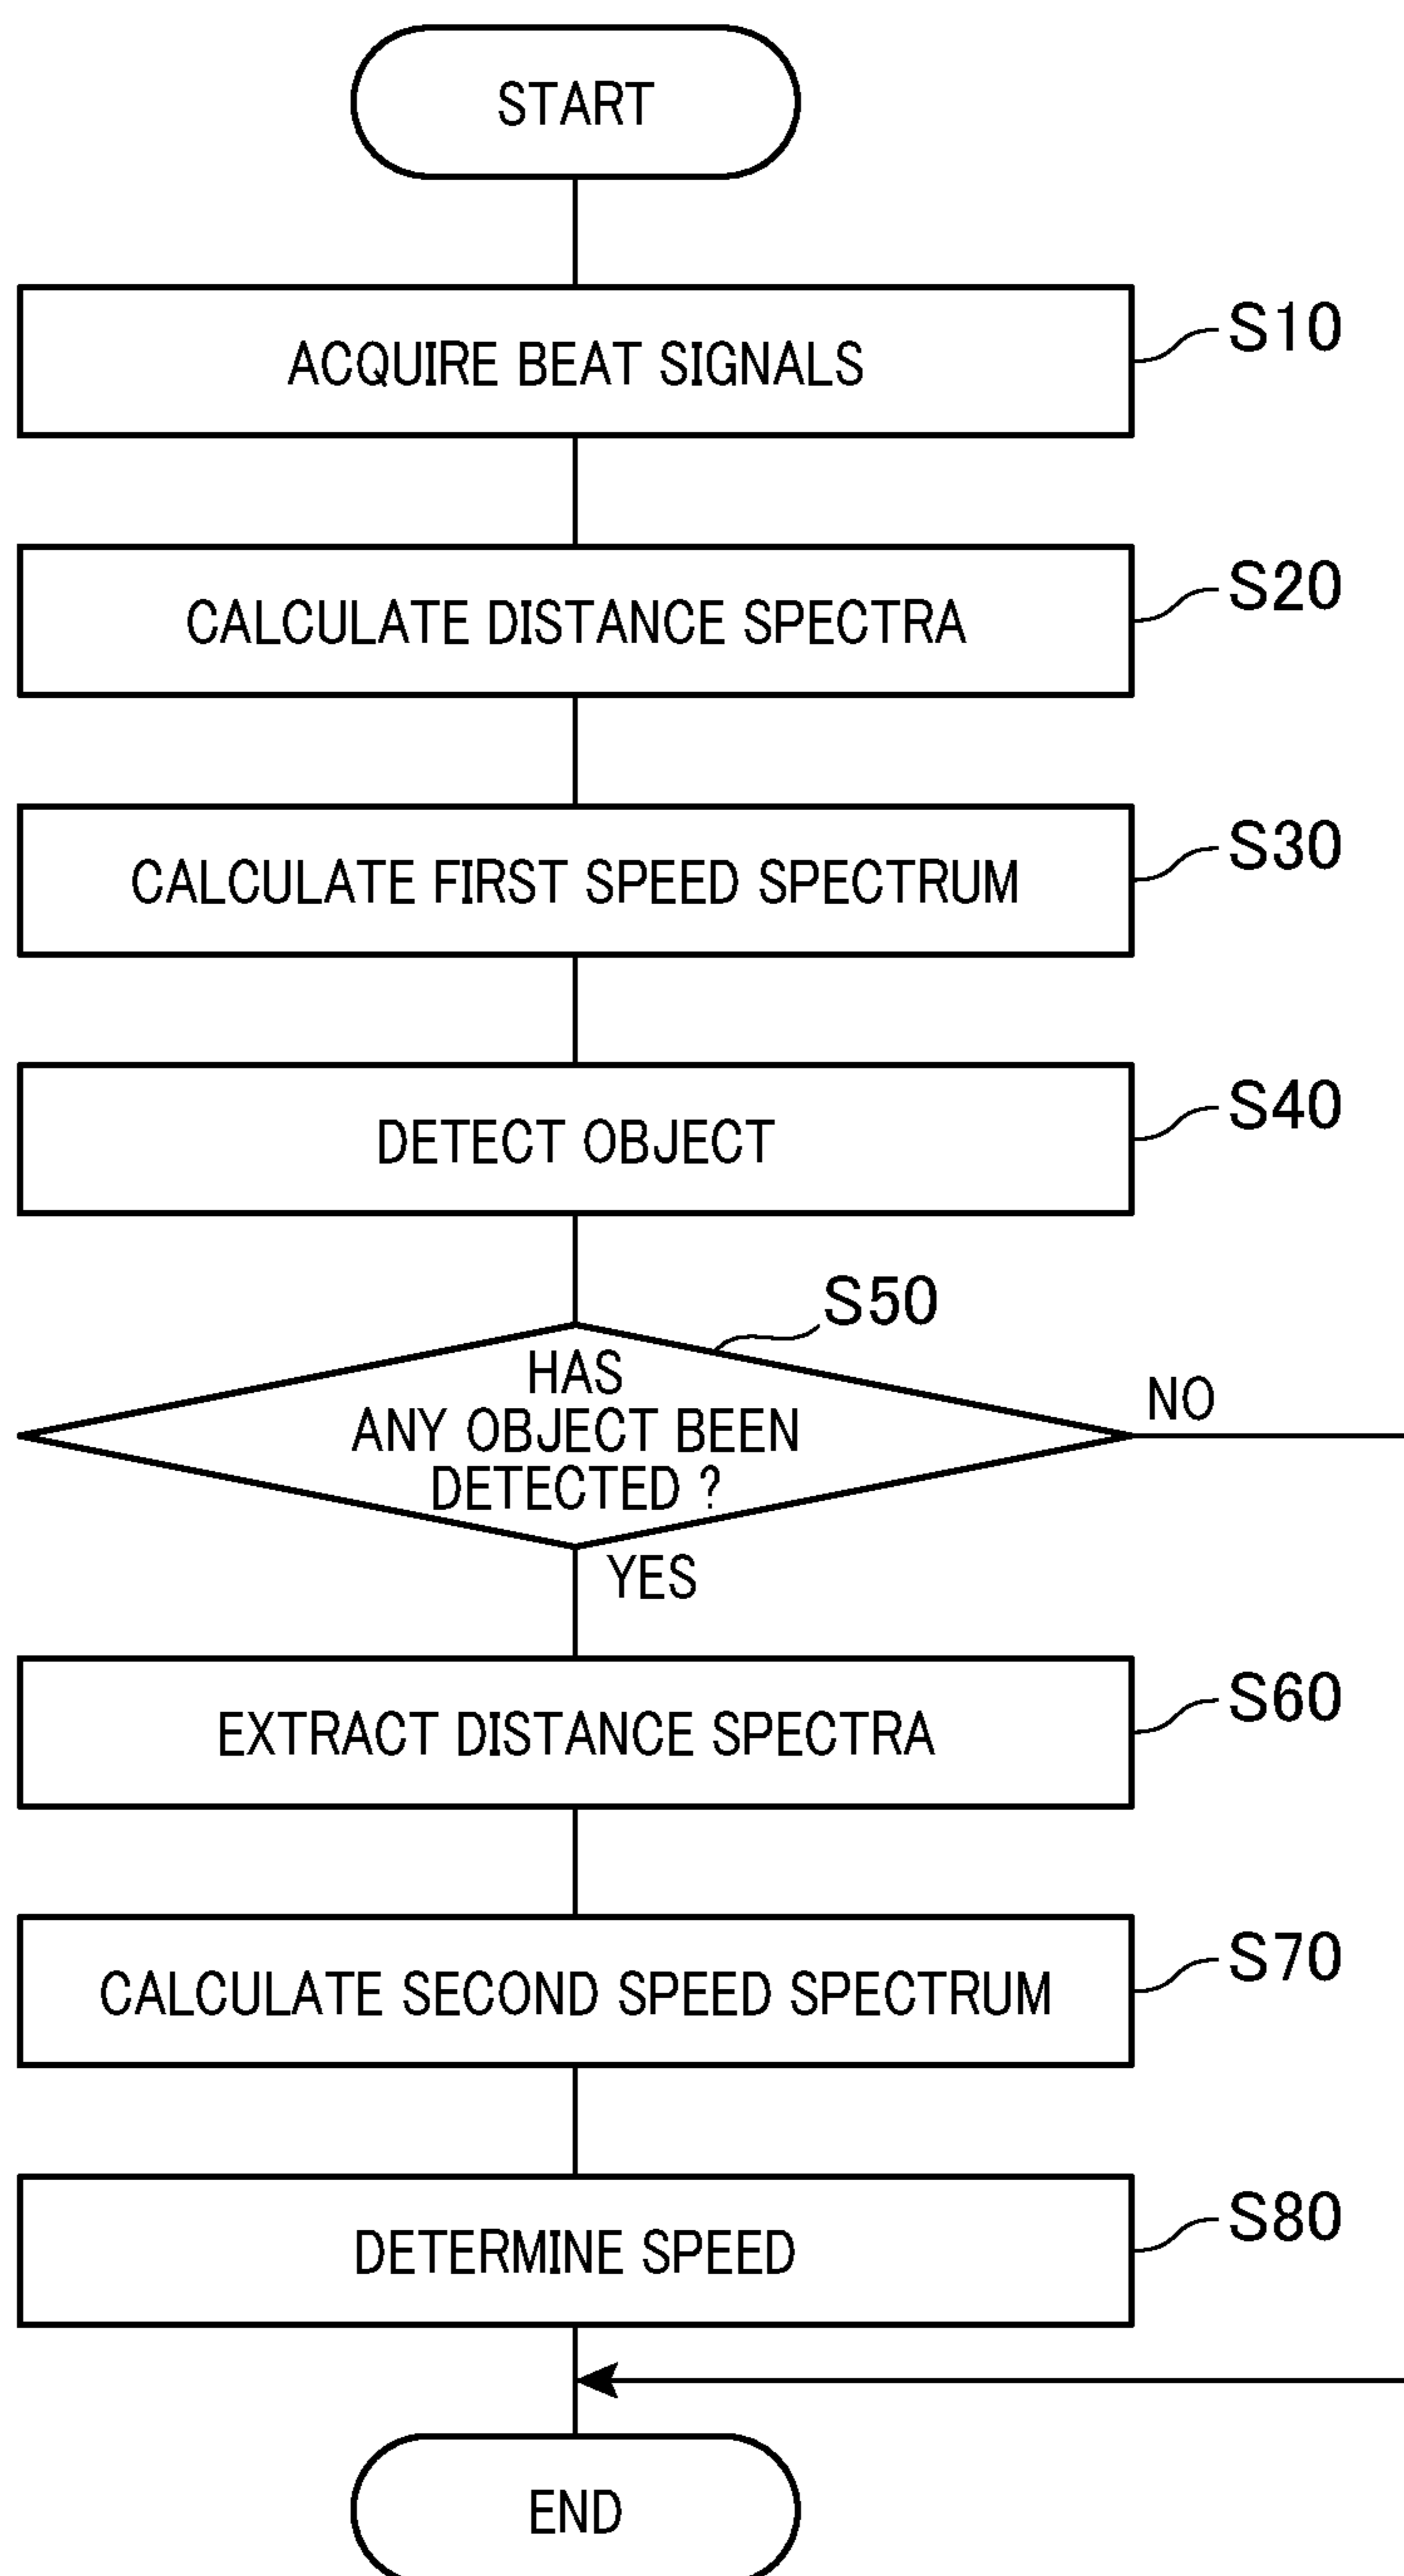 START
ACQUIRE BEAT SIGNALS
S10
CALCULATE DISTANCE SPECTRA
S20
CALCULATE FIRST SPEED SPECTRUM
S30
DETECT OBJECT
S40
S50
HAS
ANY OBJECT BEEN
DETECTED ?
NO
YES
EXTRACT DISTANCE SPECTRA
S60
CALCULATE SECOND SPEED SPECTRUM
S70
DETERMINE SPEED
S80
END